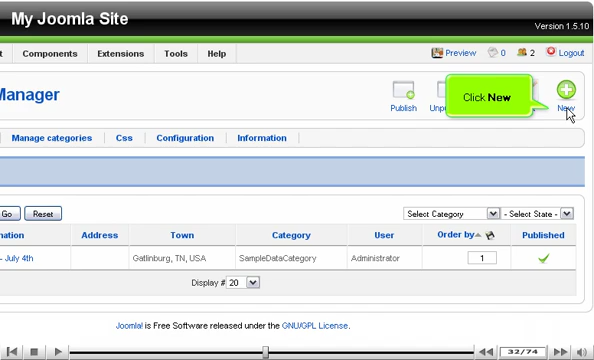 My Joomla Site
Version 1.5.10
t Components Extensions Tools Help Preview 0 2 Logout
Manager
Publish Unpu New
Click New
Manage categories Css Configuration Information
Go Reset Select Category - Select State -
nation Address Town Category User Order by Published
- July 4th Gatlinburg, TN, USA SampleDataCategory Administrator 1
Display # 20
Joomla! is Free Software released under the GNU/GPL License.
32/74